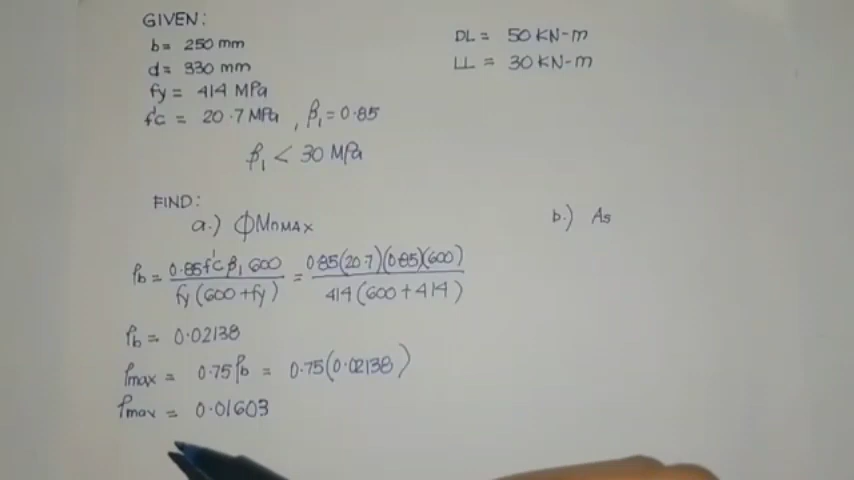 GIVEN:
b = 250 mm
d = 330 mm
fy = 414 MPa
f'c = 20.7 MPa, β₁ = 0.85
β₁ < 30 MPa
DL = 50 KN-m
LL = 30 KN-m
FIND:
a.) ΦMnMAX
b.) As
ρb = 0.85f'c β₁ 600 / fy(600+fy) = 0.85(20.7)(0.85)(600) / 414(600+414)
ρb = 0.02138
ρmax = 0.75ρb = 0.75(0.02138)
ρmax = 0.01603